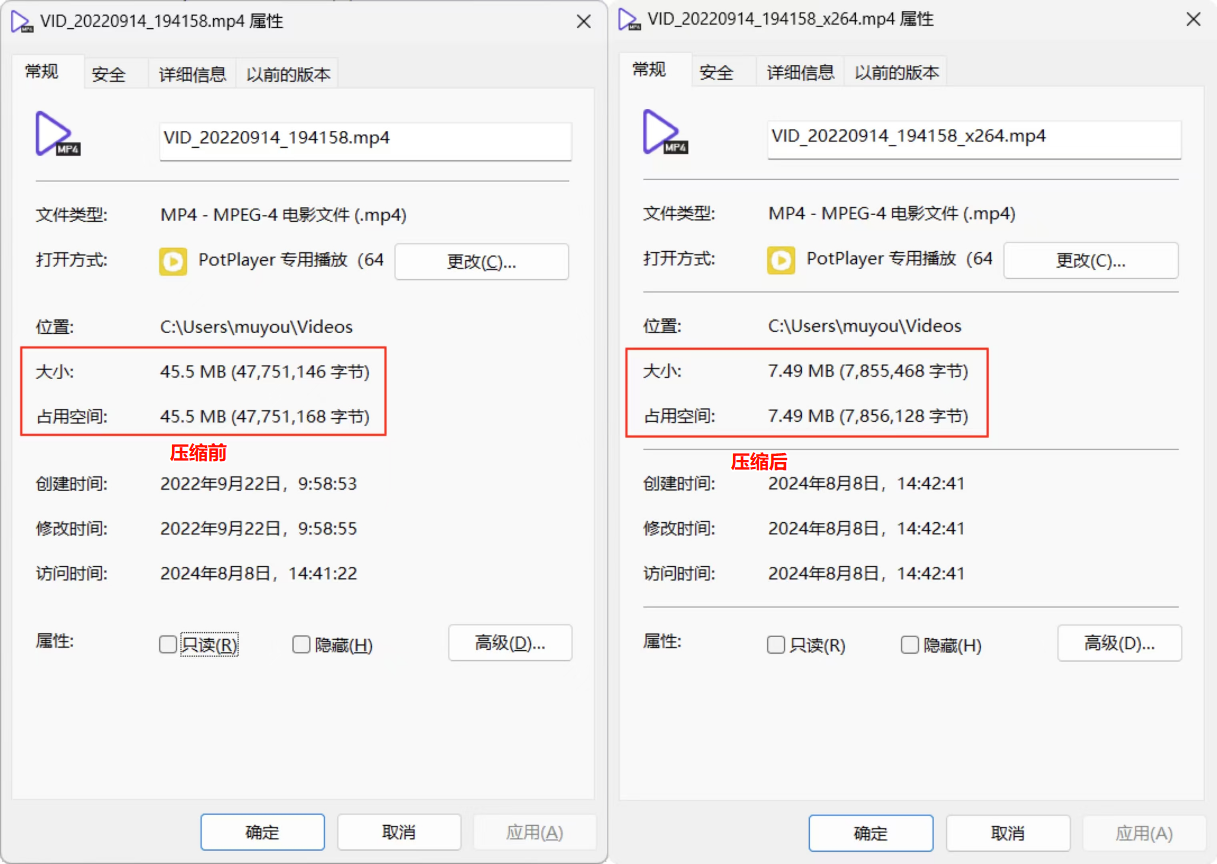 VID_20220914_194158.mp4 属性
常规
安全
详细信息
以前的版本
MP4
VID_20220914_194158.mp4
文件类型:
MP4 - MPEG-4 电影文件 (.mp4)
打开方式:
PotPlayer 专用播放（64
更改(C)...
位置:
C:\Users\muyou\Videos
大小:
45.5 MB (47,751,146 字节)
占用空间:
45.5 MB (47,751,168 字节)
压缩前
创建时间:
2022年9月22日，9:58:53
修改时间:
2022年9月22日，9:58:55
访问时间:
2024年8月8日，14:41:22
属性:
只读(R)
隐藏(H)
高级(D)...
确定
取消
应用(A)
VID_20220914_194158_x264.mp4 属性
常规
安全
详细信息
以前的版本
MP4
VID_20220914_194158_x264.mp4
文件类型:
MP4 - MPEG-4 电影文件 (.mp4)
打开方式:
PotPlayer 专用播放（64
更改(C)...
位置:
C:\Users\muyou\Videos
大小:
7.49 MB (7,855,468 字节)
占用空间:
7.49 MB (7,856,128 字节)
压缩后
创建时间:
2024年8月8日，14:42:41
修改时间:
2024年8月8日，14:42:41
访问时间:
2024年8月8日，14:42:41
属性:
只读(R)
隐藏(H)
高级(D)...
确定
取消
应用(A)